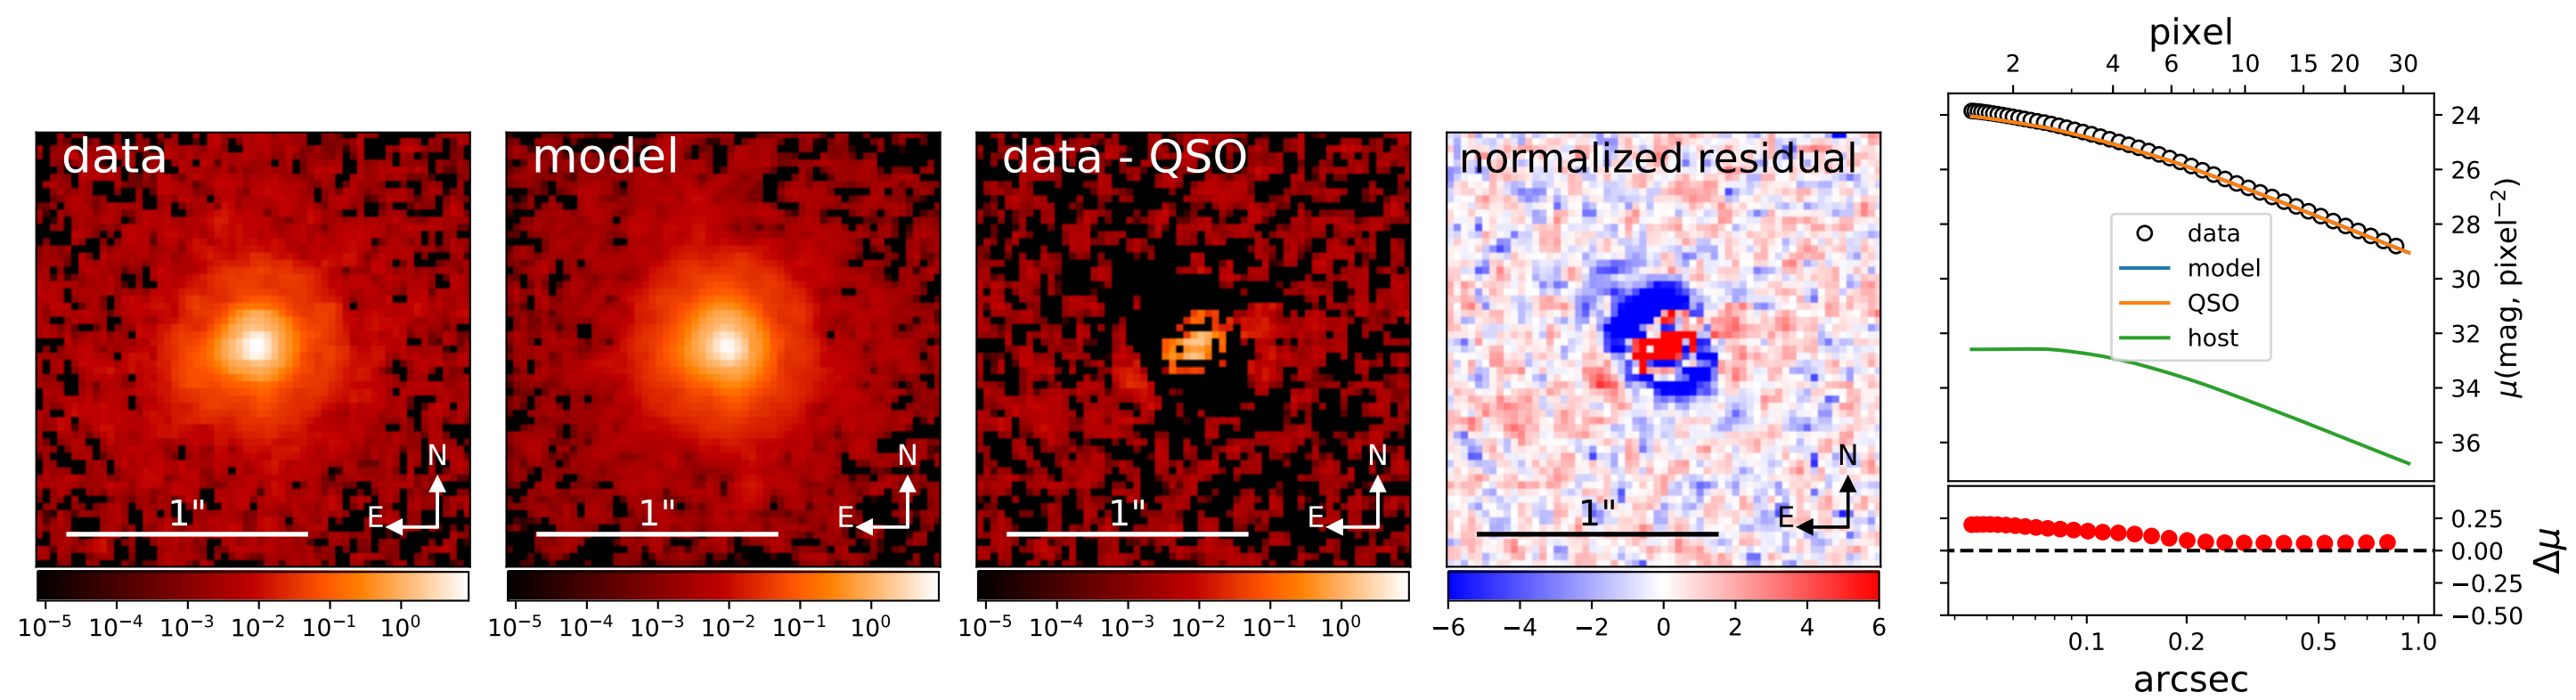 data
N
E
1"
10⁻⁵ 10⁻⁴ 10⁻³ 10⁻² 10⁻¹ 10⁰
model
N
E
1"
10⁻⁵ 10⁻⁴ 10⁻³ 10⁻² 10⁻¹ 10⁰
data - QSO
N
E
1"
10⁻⁵ 10⁻⁴ 10⁻³ 10⁻² 10⁻¹ 10⁰
normalized residual
N
E
1"
−6 −4 −2 0 2 4 6
pixel
2 4 6 10 15 20 30
24
26
28
30
32
34
36
μ(mag, pixel⁻²)
data
model
QSO
host
0.25
0.00
−0.25
−0.50
Δμ
0.1 0.2 0.5 1.0
arcsec